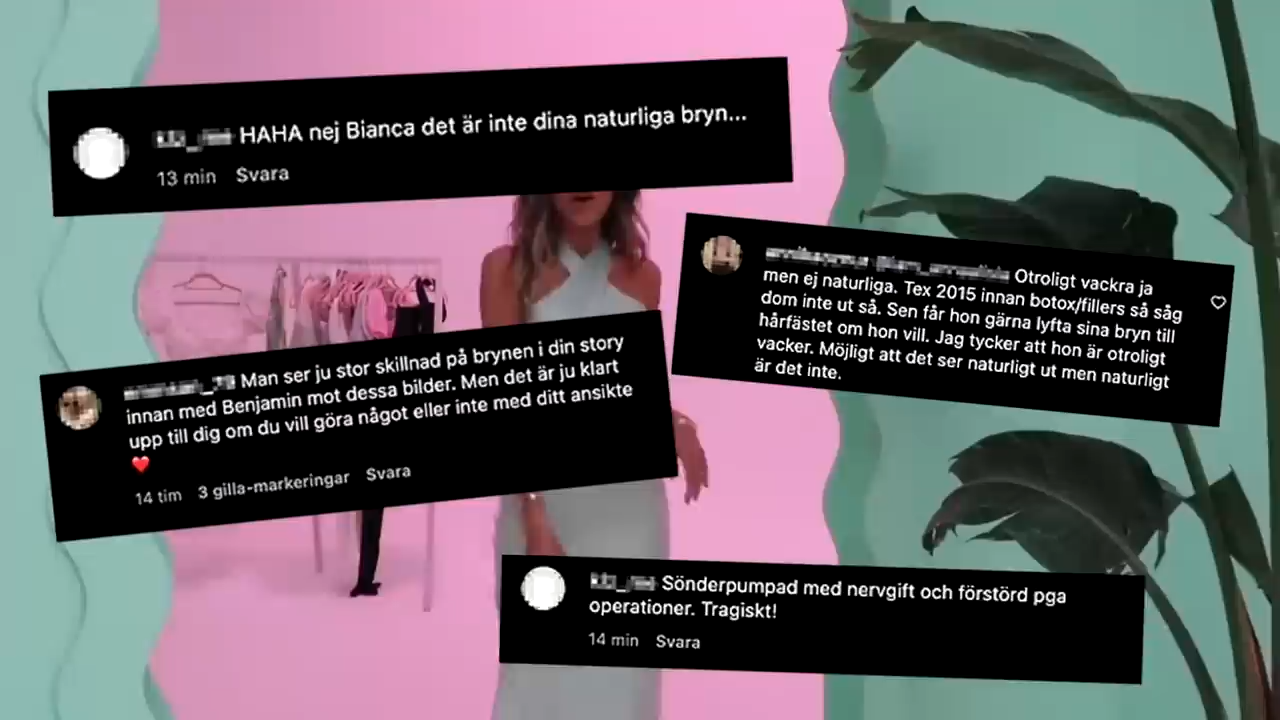 HAHA nej Bianca det är inte dina naturliga bryn...
13 min Svara
Otroligt vackra ja
men ej naturliga. Tex 2015 innan botox/fillers så såg
dom inte ut så. Sen får hon gärna lyfta sina bryn till
hårfästet om hon vill. Jag tycker att hon är otroligt
vacker. Möjligt att det ser naturligt ut men naturligt
är det inte.
Man ser ju stor skillnad på brynen i din story
innan med Benjamin mot dessa bilder. Men det är ju klart
upp till dig om du vill göra något eller inte med ditt ansikte
❤️
14 tim 3 gilla-markeringar Svara
Sönderpumpad med nervgift och förstörd pga
operationer. Tragiskt!
14 min Svara